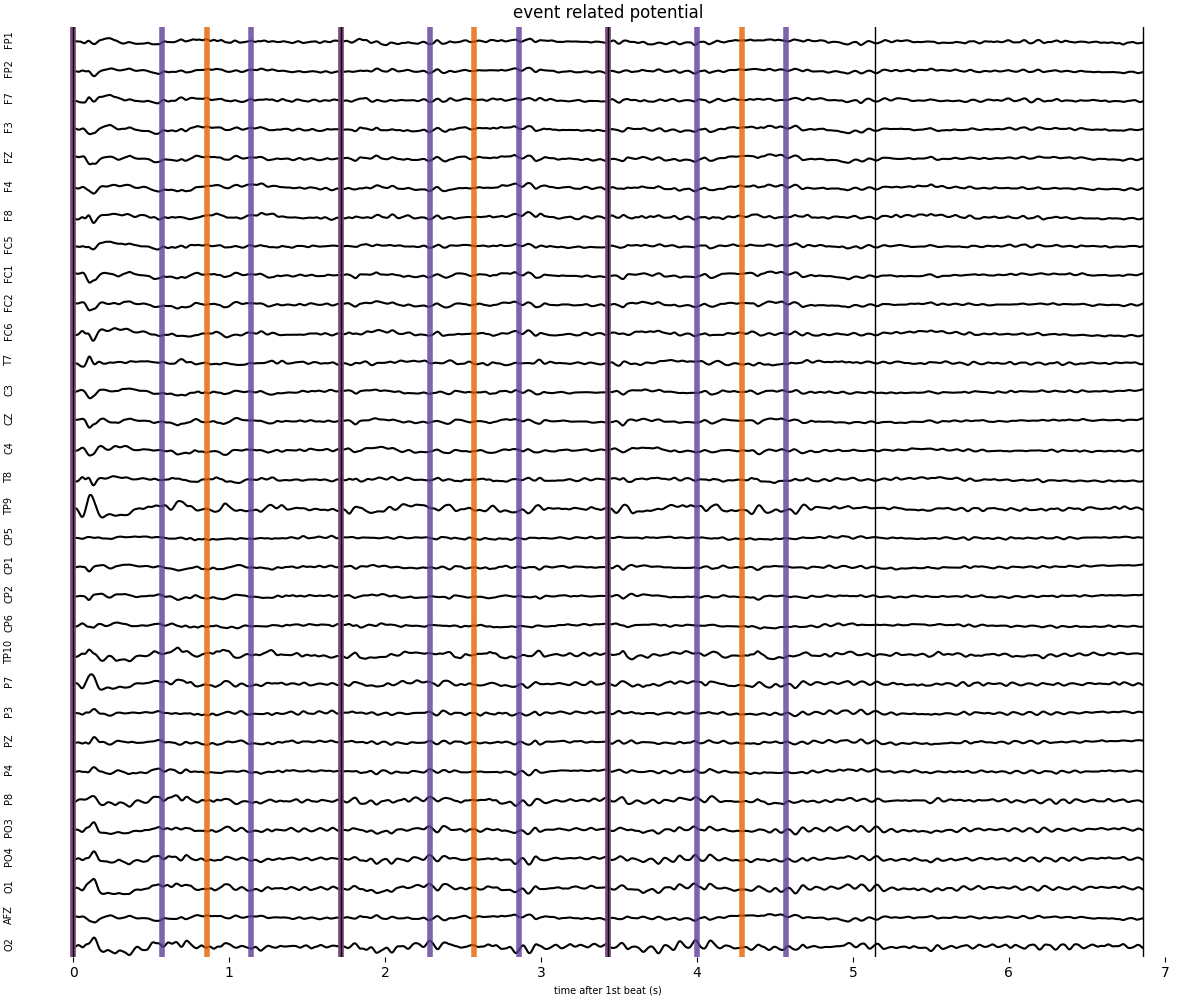 event related potential
FP1
FP2
F7
F3
FZ
F4
F8
FC5
FC1
FC2
FC6
T7
C3
CZ
C4
T8
TP9
CP5
CP1
CP2
CP6
TP10
P7
P3
PZ
P4
P8
PO3
PO4
O1
AFZ
O2
0 1 2 3 4 5 6 7
time after 1st beat (s)